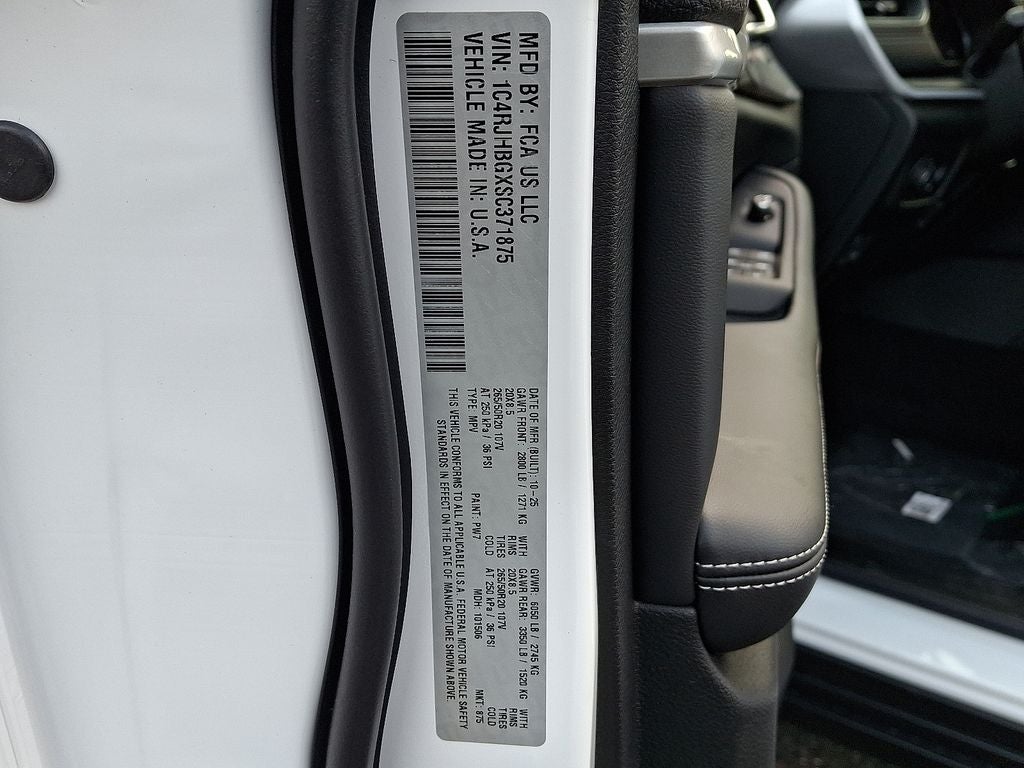 MFD BY: FCA US LLC
VIN: 1C4RJHBGXSC371875
VEHICLE MADE IN: U.S.A.
DATE OF MFR (BUILT): 10-25 GVWR: 6050 LB / 2745 KG
GAWR FRONT: 2800 LB / 1271 KG WITH GAWR REAR: 3350 LB / 1520 KG WITH
20X8.5 RIMS 20X8.5 RIMS
265/50R20 107V TIRES 265/50R20 107V TIRES
AT 250 kPa / 36 PSI COLD AT 250 kPa / 36 PSI COLD
TYPE: MPV PAINT: PW7 MDH: 101506 MKT: 875
THIS VEHICLE CONFORMS TO ALL APPLICABLE U.S.A. FEDERAL MOTOR VEHICLE SAFETY
STANDARDS IN EFFECT ON THE DATE OF MANUFACTURE SHOWN ABOVE.